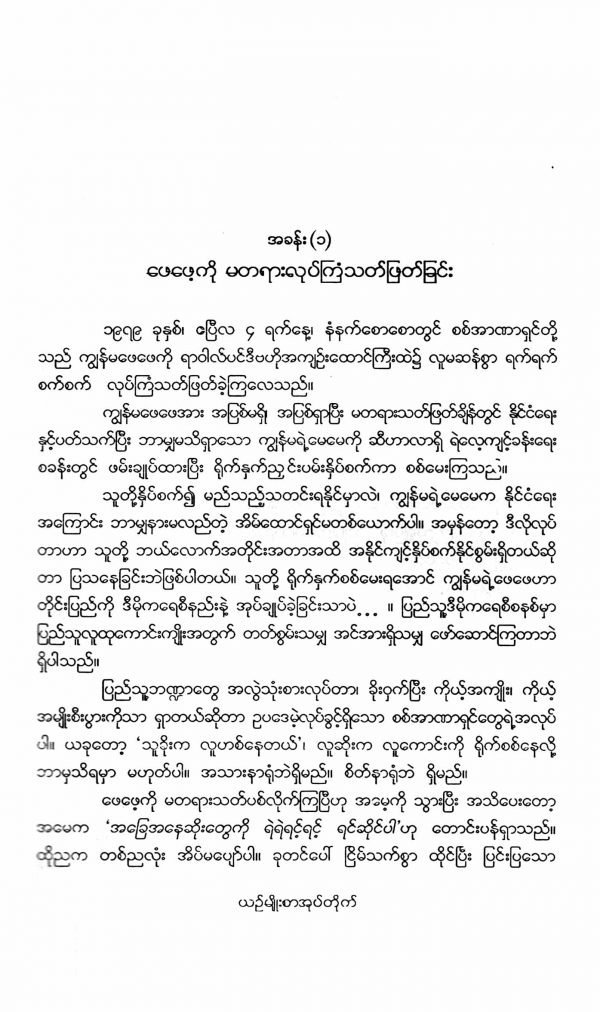 အခန်း (၁)
ဖေဖေ့ကို မတရားလုပ်ကြံသတ်ဖြတ်ခြင်း
၁၉၇၉ ခုနှစ်၊ ဧပြီလ ၄ ရက်နေ့၊ နံနက်စောစောတွင် စစ်အာဏာရှင်တို့
သည် ကျွန်မဖေဖေကို ရာဝါလ်ပင်ဒီဗဟိုအကျဉ်းထောင်ကြီးထဲ၌ လူမဆန်စွာ ရက်ရက်
စက်စက် လုပ်ကြံသတ်ဖြတ်ခဲ့ကြလေသည်။
ကျွန်မဖေဖေအား အပြစ်မရှိ၊ အပြစ်ရှာပြီး မတရားသတ်ဖြတ်ချိန်တွင် နိုင်ငံရေး
နှင့်ပတ်သက်ပြီး ဘာမျှမသိရှာသော ကျွန်မရဲ့မေမေကို ဆီဟာလာရှိ ရဲလေ့ကျင့်ခန်းရေး
စခန်းတွင် ဖမ်းချုပ်ထားပြီး ရိုက်နှက်ညှင်းပမ်းနှိပ်စက်ကာ စစ်မေးကြသည်။
သူတို့နှိပ်စက်၍ မည်သည့်သတင်းရနိုင်မှာလဲ၊ ကျွန်မရဲ့မေမေက နိုင်ငံရေး
အကြောင်း ဘာမျှနားမလည်တဲ့ အိမ်ထောင်ရှင်မတစ်ယောက်ပါ။ အမှန်တော့ ဒီလိုလုပ်
တာဟာ သူတို့ ဘယ်လောက်အတိုင်းအတာအထိ အနိုင်ကျင့်နှိပ်စက်နိုင်စွမ်းရှိတယ်ဆို
တာ ပြသနေခြင်းဘဲဖြစ်ပါတယ်။ သူတို့ ရိုက်နှက်စစ်မေးရအောင် ကျွန်မရဲ့ဖေဖေဟာ
တိုင်းပြည်ကို ဒီမိုကရေစီနည်းနဲ့ အုပ်ချုပ်ခဲ့ခြင်းသာပဲ... ။ ပြည်သူ့ဒီမိုကရေစီစနစ်မှာ
ပြည်သူလူထုကောင်းကျိုးအတွက် တတ်စွမ်းသမျှ အင်အားရှိသမျှ ဖော်ဆောင်ကြတာဘဲ
ရှိပါသည်။
ပြည်သူ့ဘဏ္ဍာတွေ အလွဲသုံးစားလုပ်တာ၊ ခိုးဝှက်ပြီး ကိုယ့်အကျိုး၊ ကိုယ့်
အမျိုးစီးပွားကိုသာ ရှာတယ်ဆိုတာ ဥပဒေမဲ့လုပ်ခွင့်ရှိသော စစ်အာဏာရှင်တွေရဲ့အလုပ်
ပါ။ ယခုတော့ ‘သူခိုးက လူဟစ်နေတယ်’၊ လူဆိုးက လူကောင်းကို ရိုက်စစ်နေလို့
ဘာမှသိရမှာ မဟုတ်ပါ။ အသားနာရုံဘဲရှိမည်။ စိတ်နာရုံဘဲ ရှိမည်။
ဖေဖေ့ကို မတရားသတ်ပစ်လိုက်ကြပြီဟု အမေ့ကို သွားပြီး အသိပေးတော့
အမေက ‘အခြေအနေဆိုးတွေကို ရဲရဲရင့်ရင့် ရင်ဆိုင်ပါ’ဟု တောင်းပန်ရှာသည်။
ထိုညက တစ်ညလုံး အိပ်မပျော်ပါ။ ခုတင်ပေါ် ငြိမ်သက်စွာ ထိုင်ပြီး ပြင်းပြသော
ယဉ်မျိုးစာအုပ်တိုက်